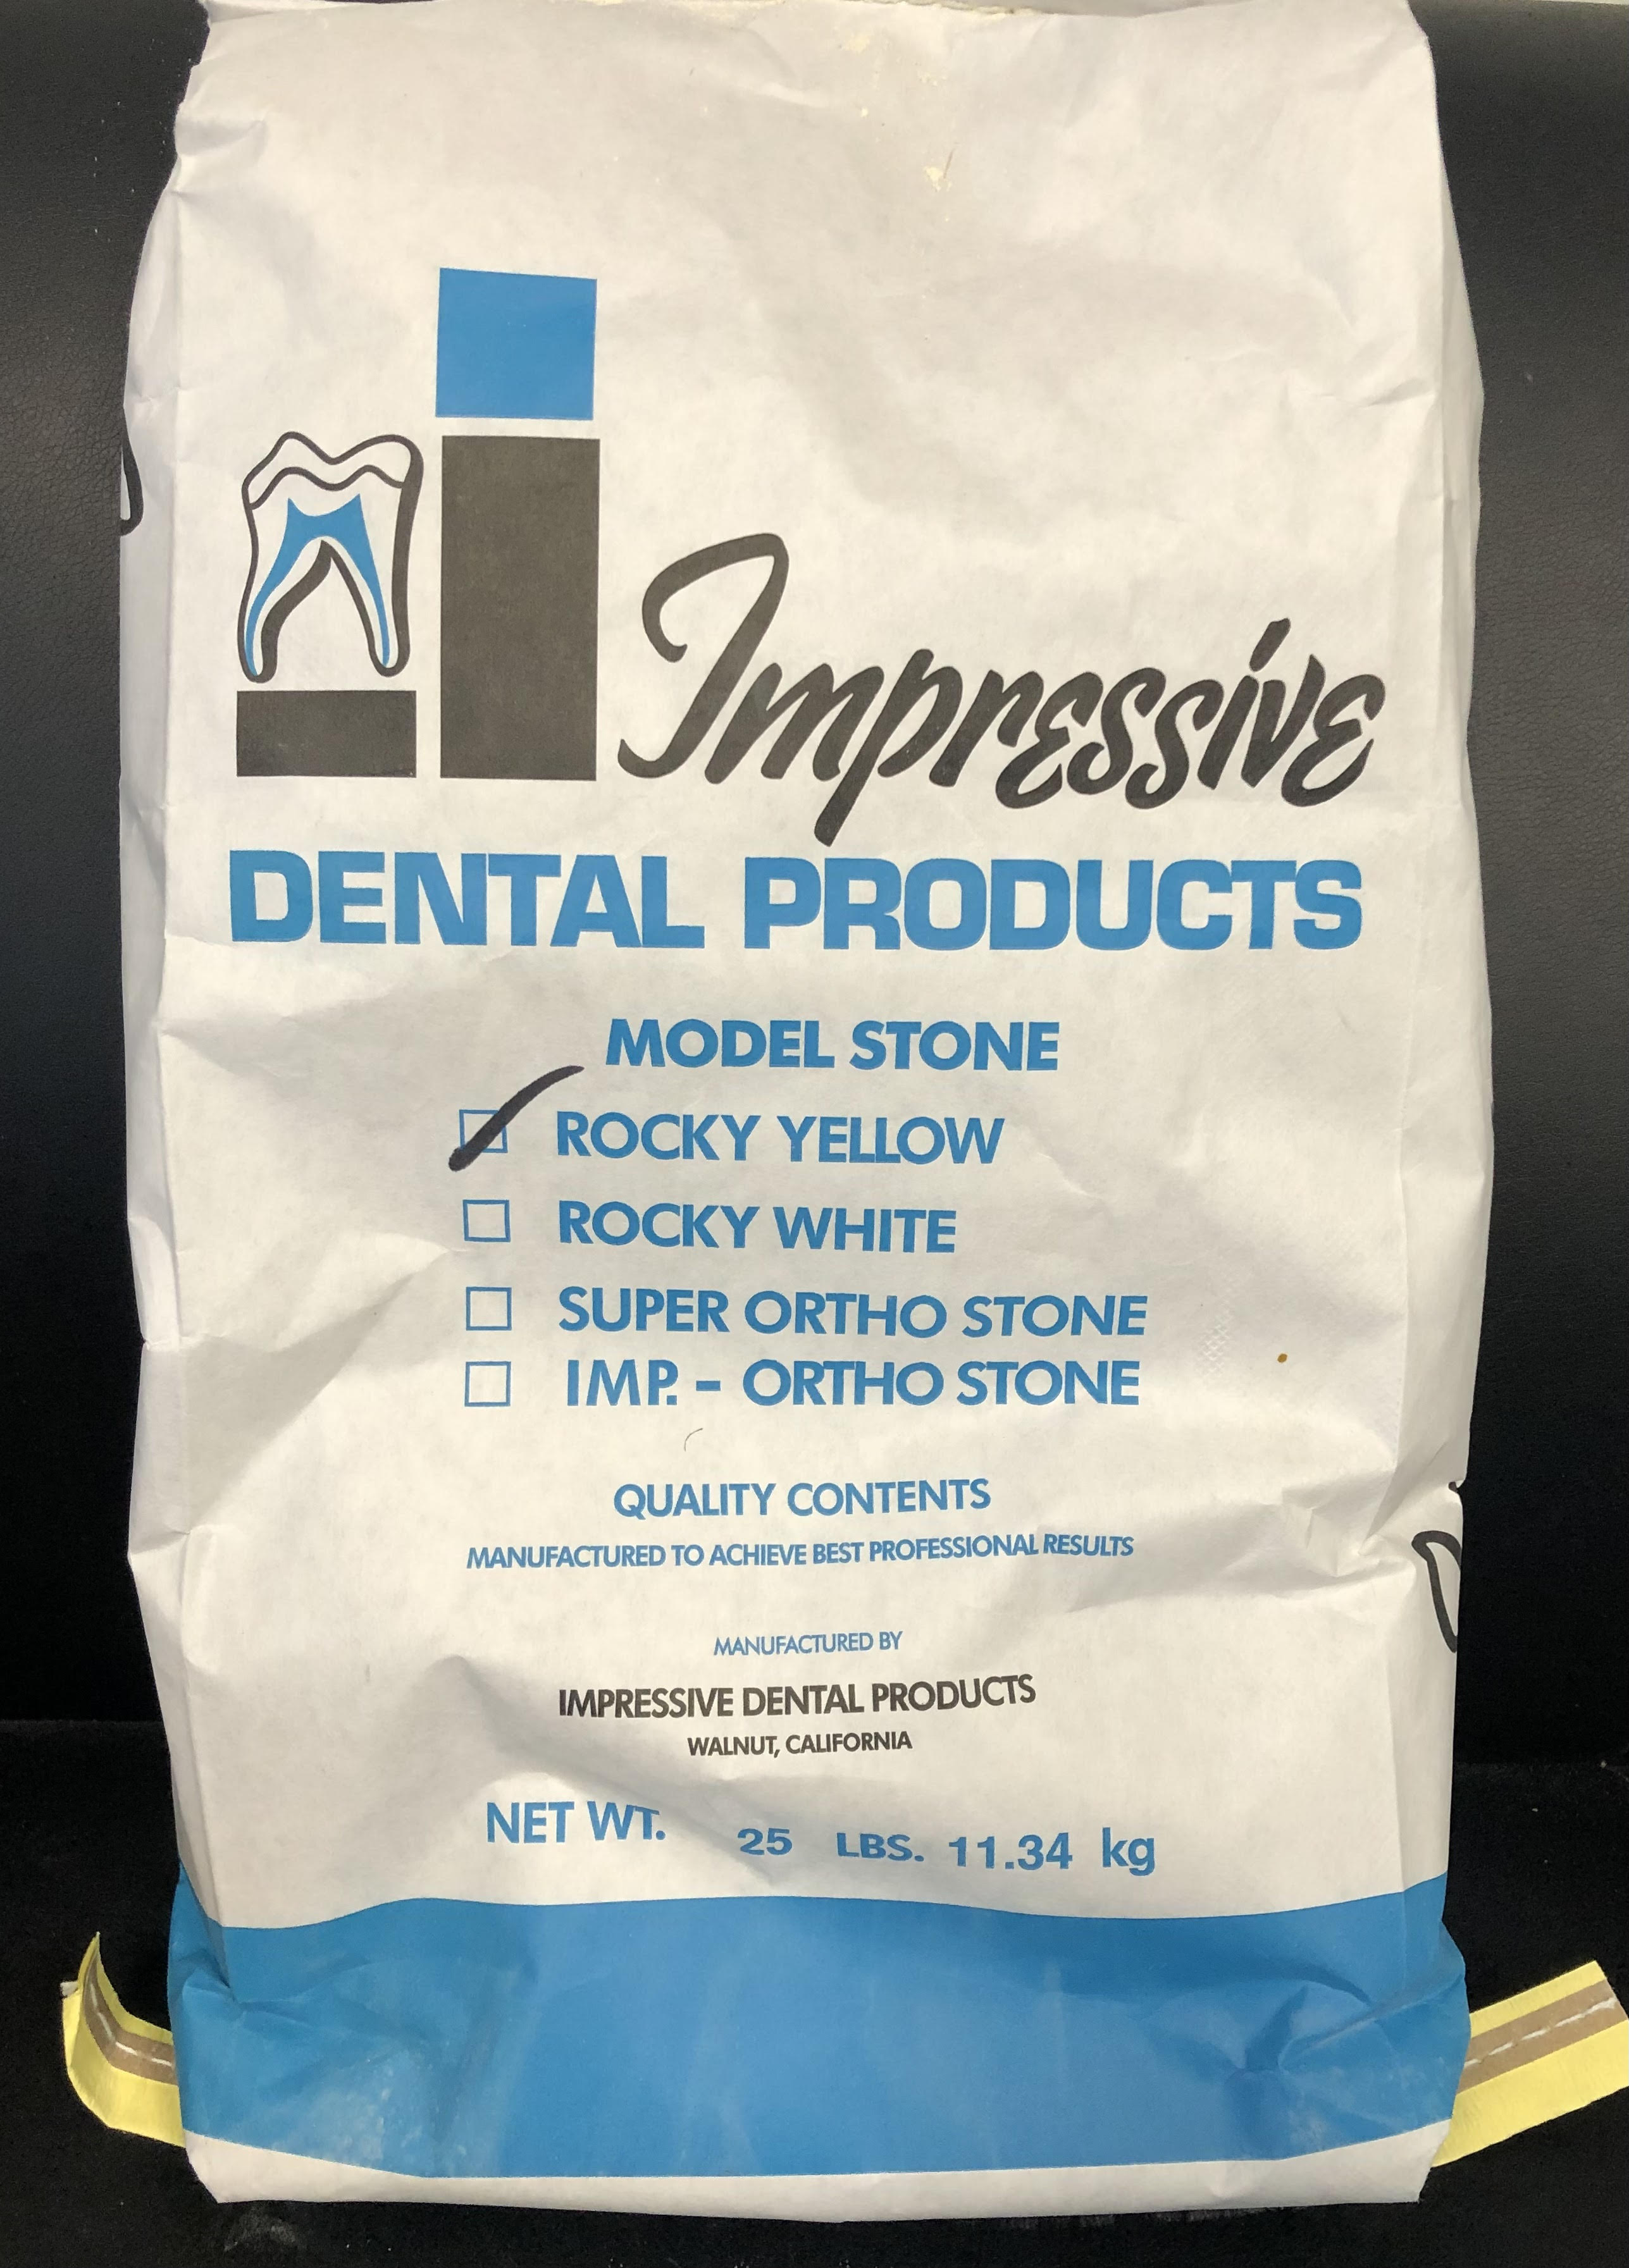 Impressive
DENTAL PRODUCTS
MODEL STONE
ROCKY YELLOW
ROCKY WHITE
SUPER ORTHO STONE
IMP. - ORTHO STONE
QUALITY CONTENTS
MANUFACTURED TO ACHIEVE BEST PROFESSIONAL RESULTS
MANUFACTURED BY
IMPRESSIVE DENTAL PRODUCTS
WALNUT, CALIFORNIA
NET WT. 25 LBS. 11.34 kg